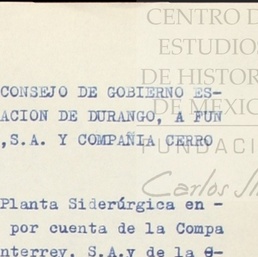 CENTRO D
ESTUDIOS
DE HISTOR
DE MÉXIC
FUNDACI
Carlos Sl
CONSEJO DE GOBIERNO ES-
ACION DE DURANGO, A FUN
,S.A. Y COMPAÑIA CERRO
Planta Siderúrgica en -
por cuenta de la Compa
nterrey, S.A.y de la S-